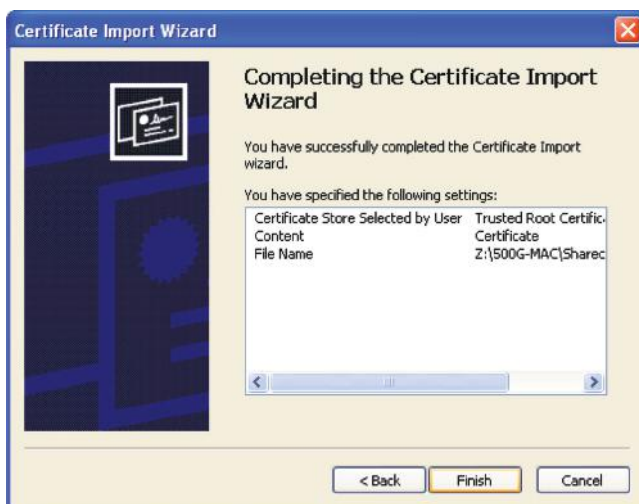 Certificate Import Wizard
Completing the Certificate Import
Wizard
You have successfully completed the Certificate Import
wizard.
You have specified the following settings:
Certificate Store Selected by User Trusted Root Certific
Content Certificate
File Name Z:\500G-MAC\Sharec
< Back Finish Cancel